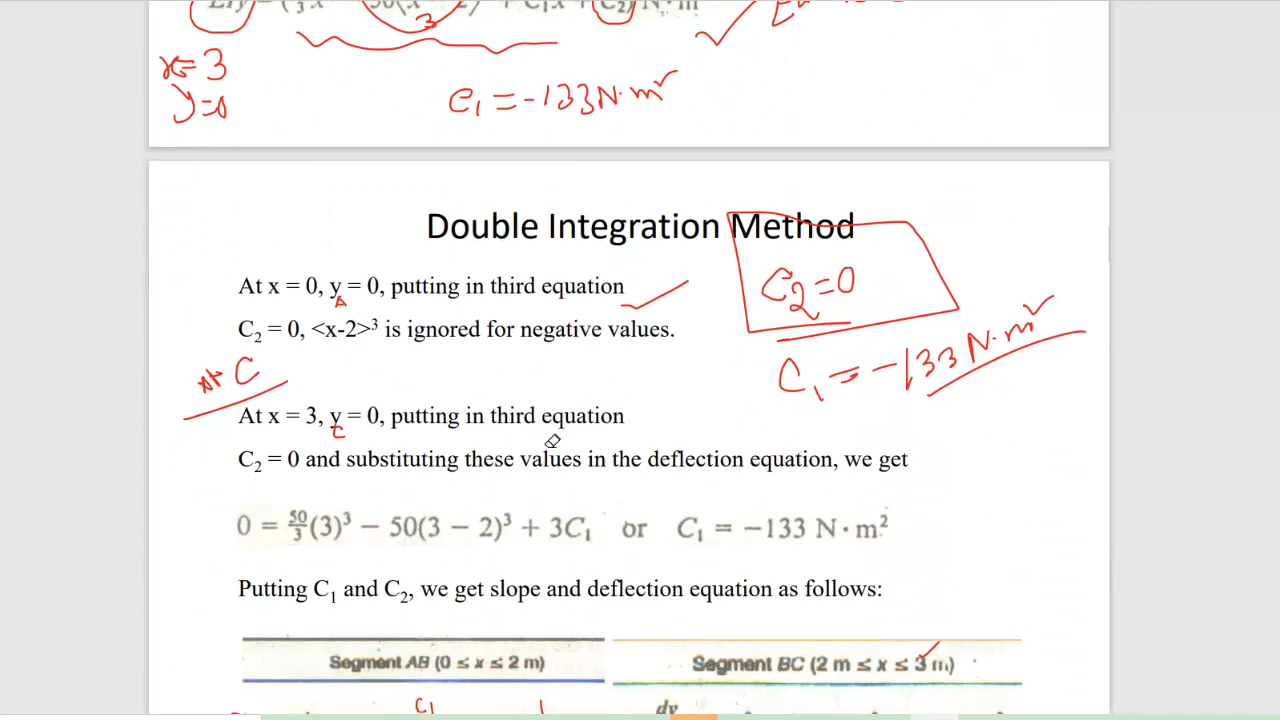 x = 3
y=0
C₁ = -133 N·m²
Double Integration Method
At x = 0, y = 0, putting in third equation
A
C₂ = 0
C₂ = 0, <x-2>³ is ignored for negative values.
C₁ = -133 N·m²
At C
At x = 3, y = 0, putting in third equation
C
C₂ = 0 and substituting these values in the deflection equation, we get
0 = 50/3(3)³ − 50(3 − 2)³ + 3C₁ or C₁ = −133 N·m²
Putting C₁ and C₂, we get slope and deflection equation as follows:
Segment AB (0 ≤ x ≤ 2 m)
Segment BC (2 m ≤ x ≤ 3 m)
C₁
dy